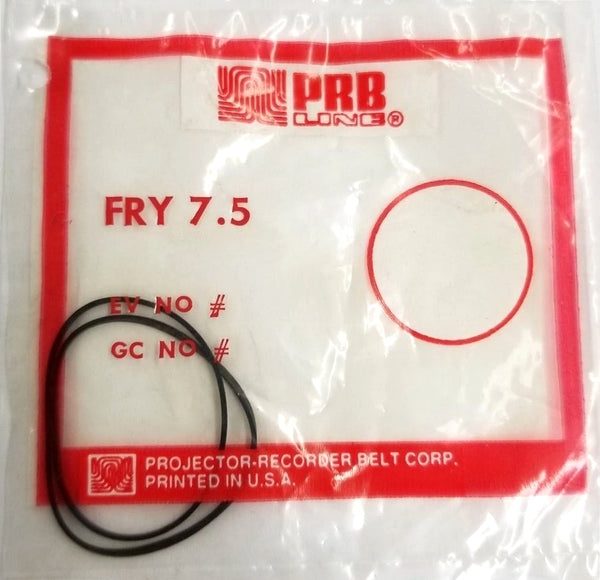 PRB
LINE®
FRY 7.5
EV NO #
GC NO #
PROJECTOR-RECORDER BELT CORP.
PRINTED IN U.S.A.